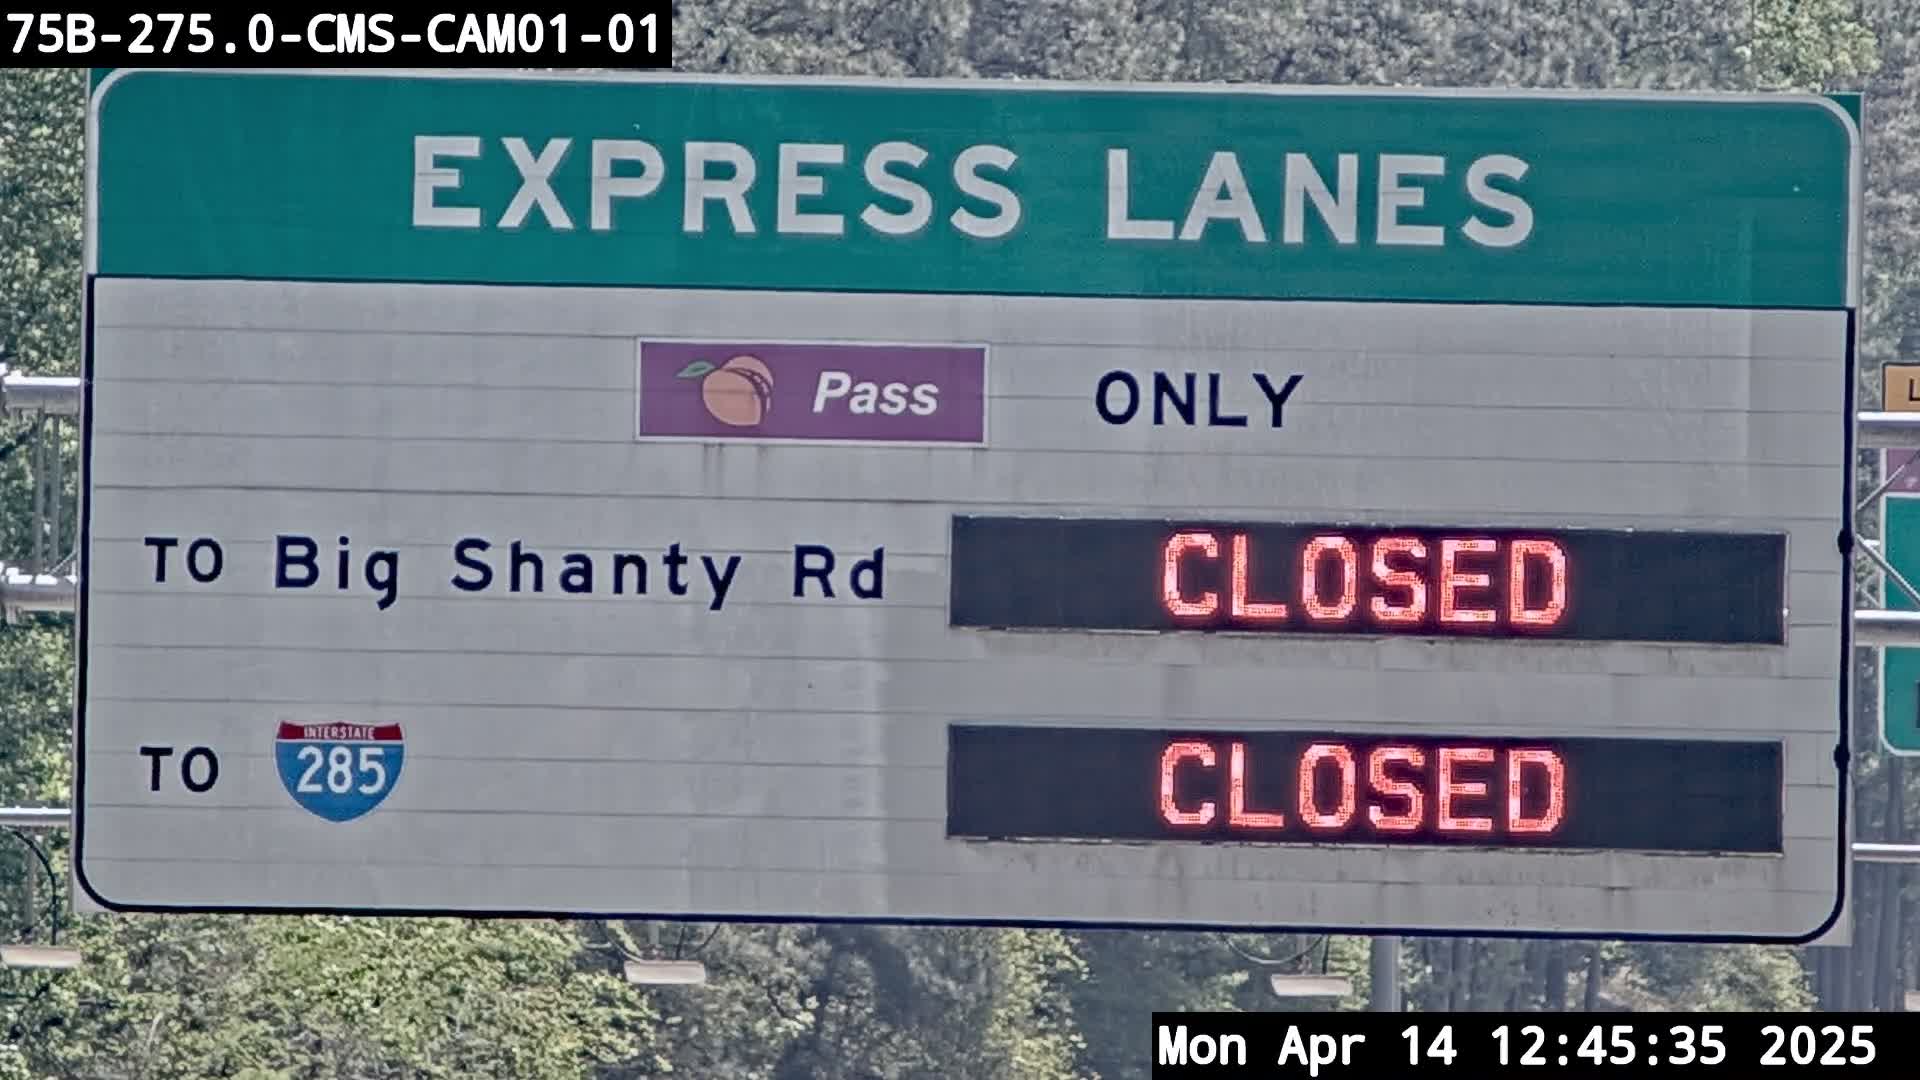 75B-275.0-CMS-CAM01-01
EXPRESS LANES
Pass ONLY
TO Big Shanty Rd CLOSED
TO INTERSTATE 285 CLOSED
Mon Apr 14 12:45:35 2025